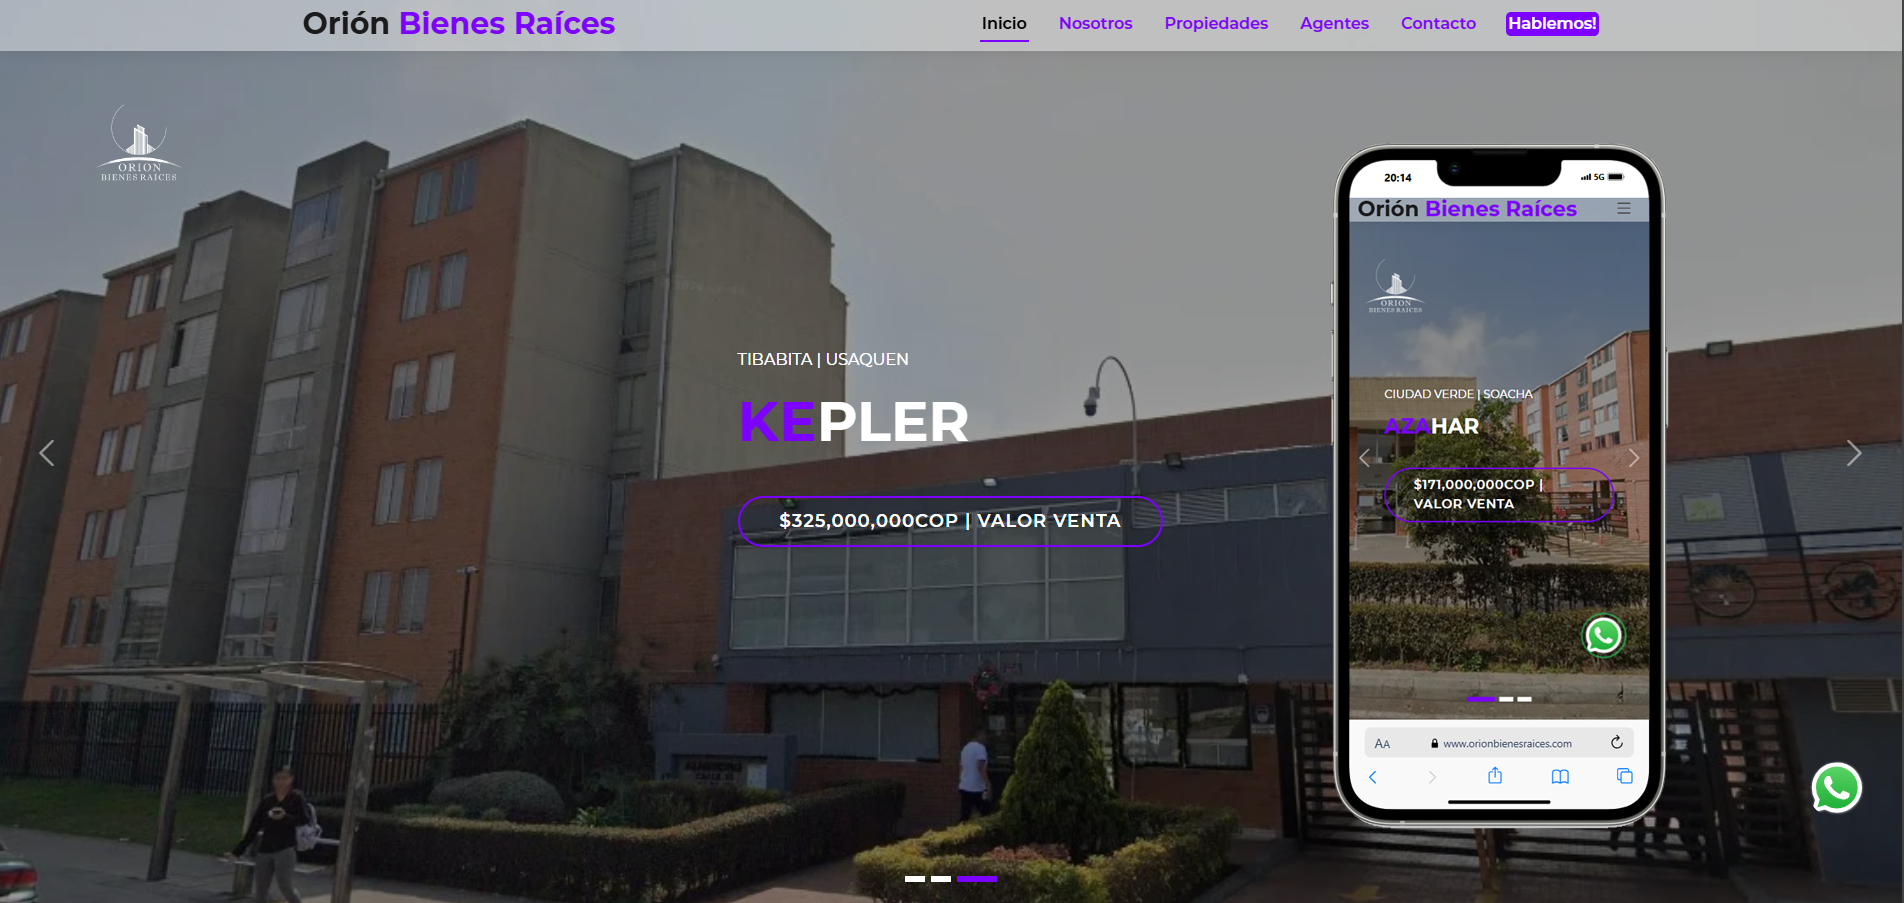 Orión Bienes Raíces
Inicio Nosotros Propiedades Agentes Contacto Hablemos!
ORION
BIENES RAÍCES
TIBABITA | USAQUEN
KEPLER
$325,000,000COP | VALOR VENTA
20:14 5G
Orión Bienes Raíces
ORION
BIENES RAÍCES
CIUDAD VERDE | SOACHA
AZAHAR
$171,000,000COP |
VALOR VENTA
AA www.orionbienesraices.com